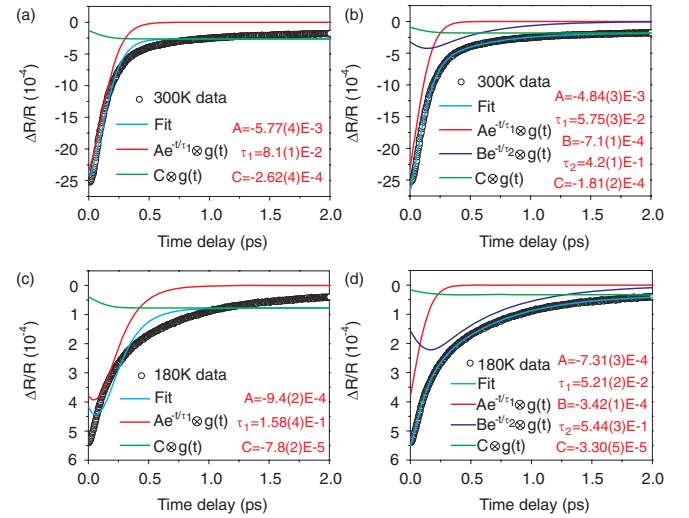 (a)
0
-5
-10
-15
-20
-25
ΔR/R (10⁻⁴)
300K data
Fit
Ae^{-t/τ₁}⊗g(t)
C⊗g(t)
A=-5.77(4)E-3
τ₁=8.1(1)E-2
C=-2.62(4)E-4
0.0 0.5 1.0 1.5 2.0
Time delay (ps)
(b)
0
-5
-10
-15
-20
-25
ΔR/R (10⁻⁴)
300K data
Fit
Ae^{-t/τ₁}⊗g(t)
Be^{-t/τ₂}⊗g(t)
C⊗g(t)
A=-4.84(3)E-3
τ₁=5.75(3)E-2
B=-7.1(1)E-4
τ₂=4.2(1)E-1
C=-1.81(2)E-4
0.0 0.5 1.0 1.5 2.0
Time delay (ps)
(c)
0
1
2
3
4
5
6
ΔR/R (10⁻⁴)
180K data
Fit
Ae^{-t/τ₁}⊗g(t)
C⊗g(t)
A=-9.4(2)E-4
τ₁=1.58(4)E-1
C=-7.8(2)E-5
0.0 0.5 1.0 1.5 2.0
Time delay (ps)
(d)
0
1
2
3
4
5
6
ΔR/R (10⁻⁴)
180K data
Fit
Ae^{-t/τ₁}⊗g(t)
Be^{-t/τ₂}⊗g(t)
C⊗g(t)
A=-7.31(3)E-4
τ₁=5.21(2)E-2
B=-3.42(1)E-4
τ₂=5.44(3)E-1
C=-3.30(5)E-5
0.0 0.5 1.0 1.5 2.0
Time delay (ps)